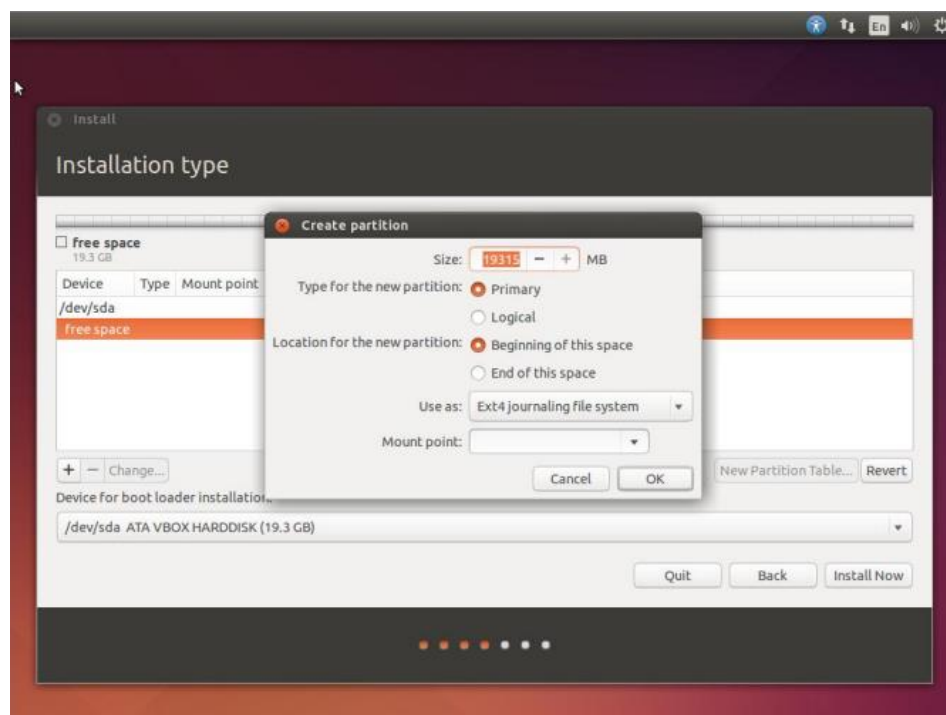 En
Install
Installation type
Create partition
free space
19.3 GB
Size: 19315 − + MB
Device Type Mount point
Type for the new partition: Primary
/dev/sda
Logical
free space
Location for the new partition: Beginning of this space
End of this space
Use as: Ext4 journaling file system
Mount point:
+ − Change...
Cancel OK
New Partition Table... Revert
Device for boot loader installation:
/dev/sda ATA VBOX HARDDISK (19.3 GB)
Quit Back Install Now